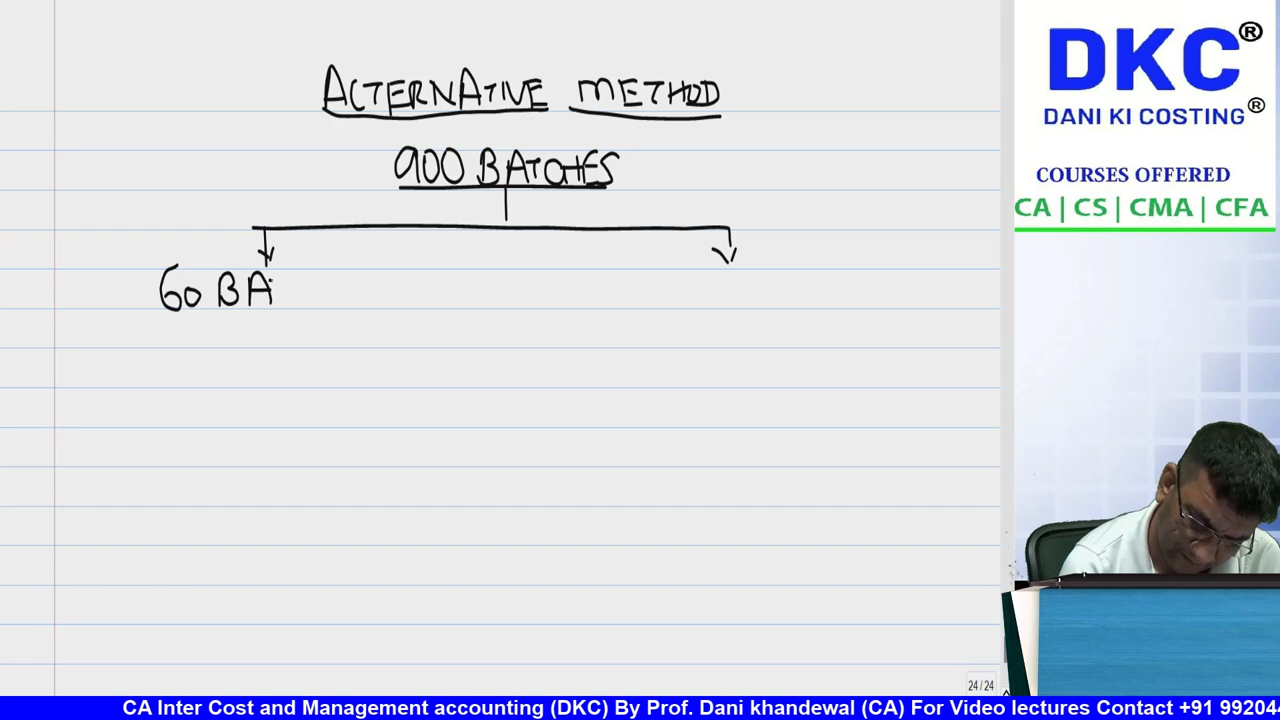 ALTERNATIVE METHOD
900 BATCHES
60 BA
24 / 24
DKC®
DANI KI COSTING®
COURSES OFFERED
CA | CS | CMA | CFA
CA Inter Cost and Management accounting (DKC) By Prof. Dani khandewal (CA) For Video lectures Contact +91 99204